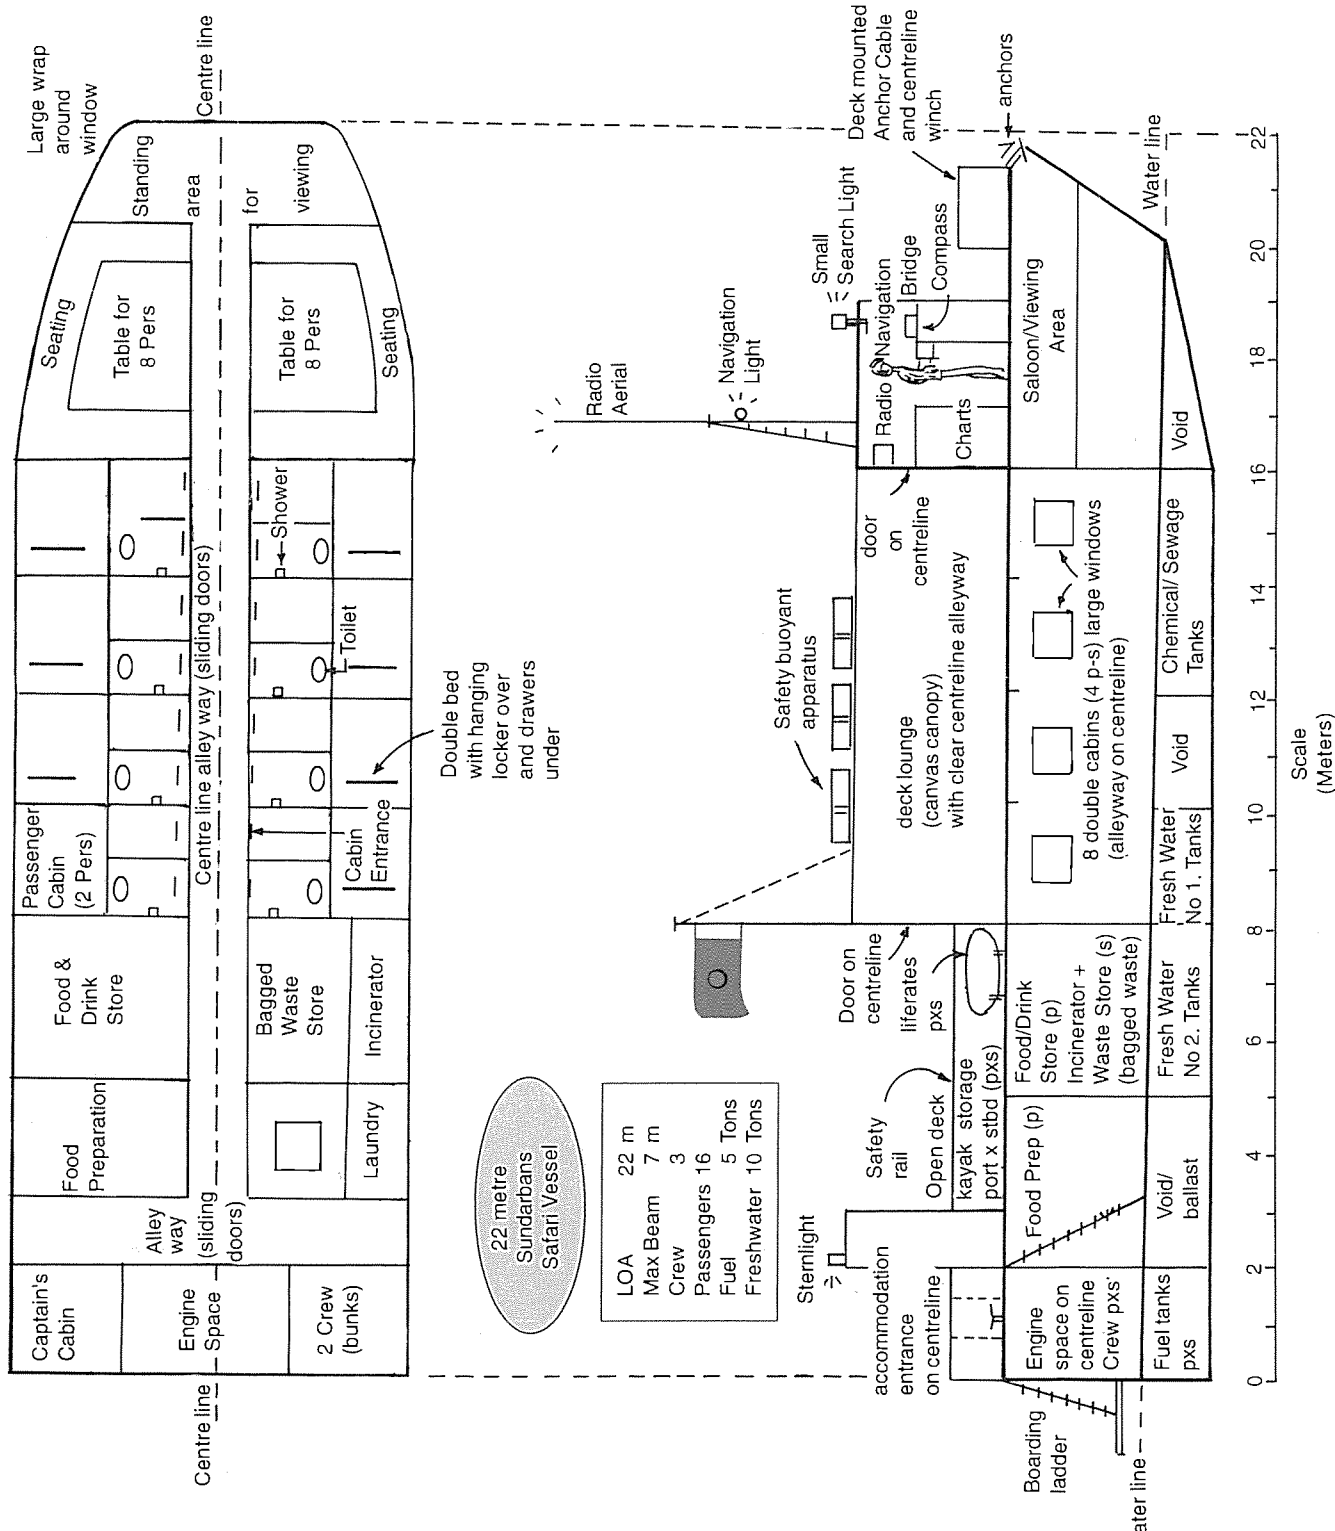 Large wrap
around
window
Centre line
Standing
area
for
viewing
Seating
Table for
8 Pers
Table for
8 Pers
Seating
Passenger
Cabin
(2 Pers)
Centre line alley way (sliding doors)
Shower
Toilet
Cabin
Entrance
Double bed
with hanging
locker over
and drawers
under
Food &
Drink
Store
Bagged
Waste
Store
Incinerator
Food
Preparation
Laundry
Alley
way
(sliding
doors)
Captain's
Cabin
Engine
Space
2 Crew
(bunks)
Centre line
22 metre
Sundarbans
Safari Vessel
LOA 22 m
Max Beam 7 m
Crew 3
Passengers 16
Fuel 5 Tons
Freshwater 10 Tons
Radio
Aerial
Navigation
Light
Small
Search Light
Deck mounted
Anchor Cable
and centreline
winch
anchors
Radio
Navigation
Bridge
Compass
Charts
door
on
centreline
Safety buoyant
apparatus
deck lounge
(canvas canopy)
with clear centreline alleyway
Door on
centreline
liferates
pxs
Safety
rail
Open deck
kayak storage
port x stbd (pxs)
Sternlight
accommodation
entrance
on centreline
Saloon/Viewing
Area
8 double cabins (4 p-s) large windows
(alleyway on centreline)
Food/Drink
Store (p)
Incinerator +
Waste Store (s)
(bagged waste)
Food Prep (p)
Engine
space on
centreline
Crew pxs'
Boarding
ladder
Water line
ater line
Fuel tanks
pxs
Void/
ballast
Fresh Water
No 2. Tanks
Fresh Water
No 1. Tanks
Void
Chemical/ Sewage
Tanks
Void
0 2 4 6 8 10 12 14 16 18 20 22
Scale
(Meters)